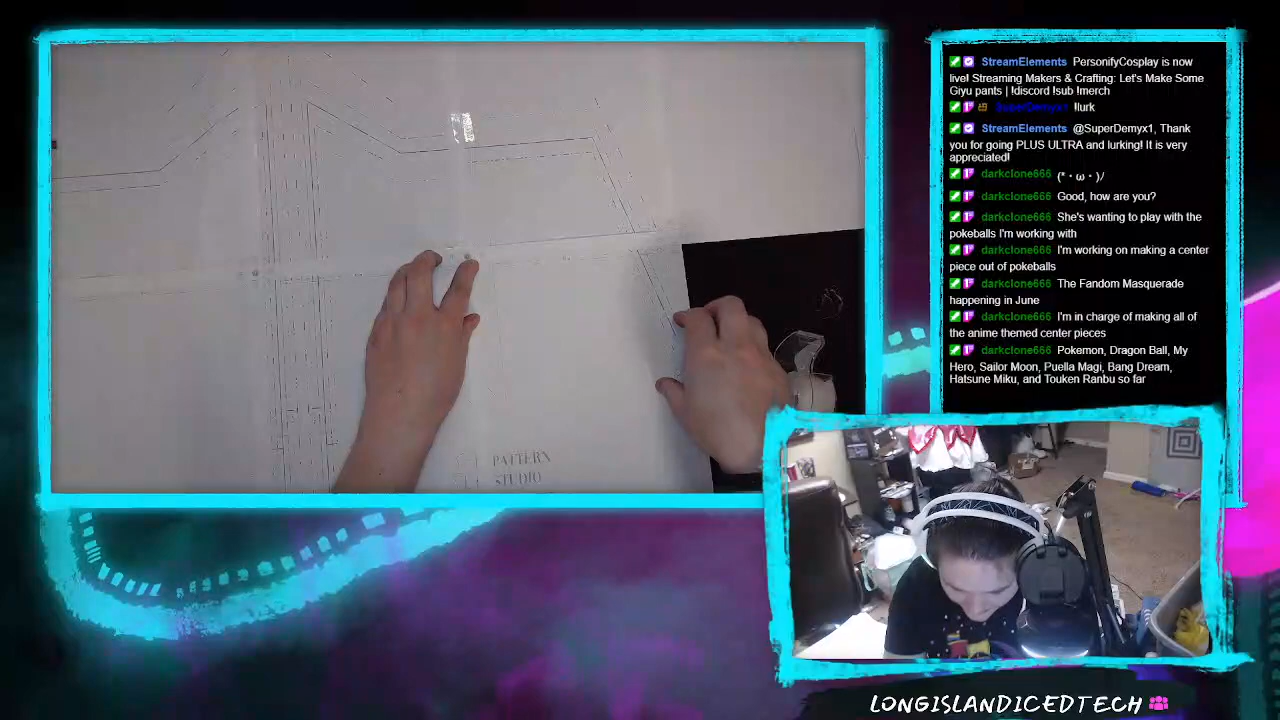 StreamElements PersonifyCosplay is now
live! Streaming Makers & Crafting: Let's Make Some
Giyu pants | !discord !sub !merch
SuperDemyx1 !lurk
StreamElements @SuperDemyx1, Thank
you for going PLUS ULTRA and lurking! It is very
appreciated!
darkclone666 (*・ω・)ﾉ
darkclone666 Good, how are you?
darkclone666 She's wanting to play with the
pokeballs I'm working with
darkclone666 I'm working on making a center
piece out of pokeballs
darkclone666 The Fandom Masquerade
happening in June
darkclone666 I'm in charge of making all of
the anime themed center pieces
darkclone666 Pokemon, Dragon Ball, My
Hero, Sailor Moon, Puella Magi, Bang Dream,
Hatsune Miku, and Touken Ranbu so far
PATTERN
STUDIO
LONGISLANDICEDTECH